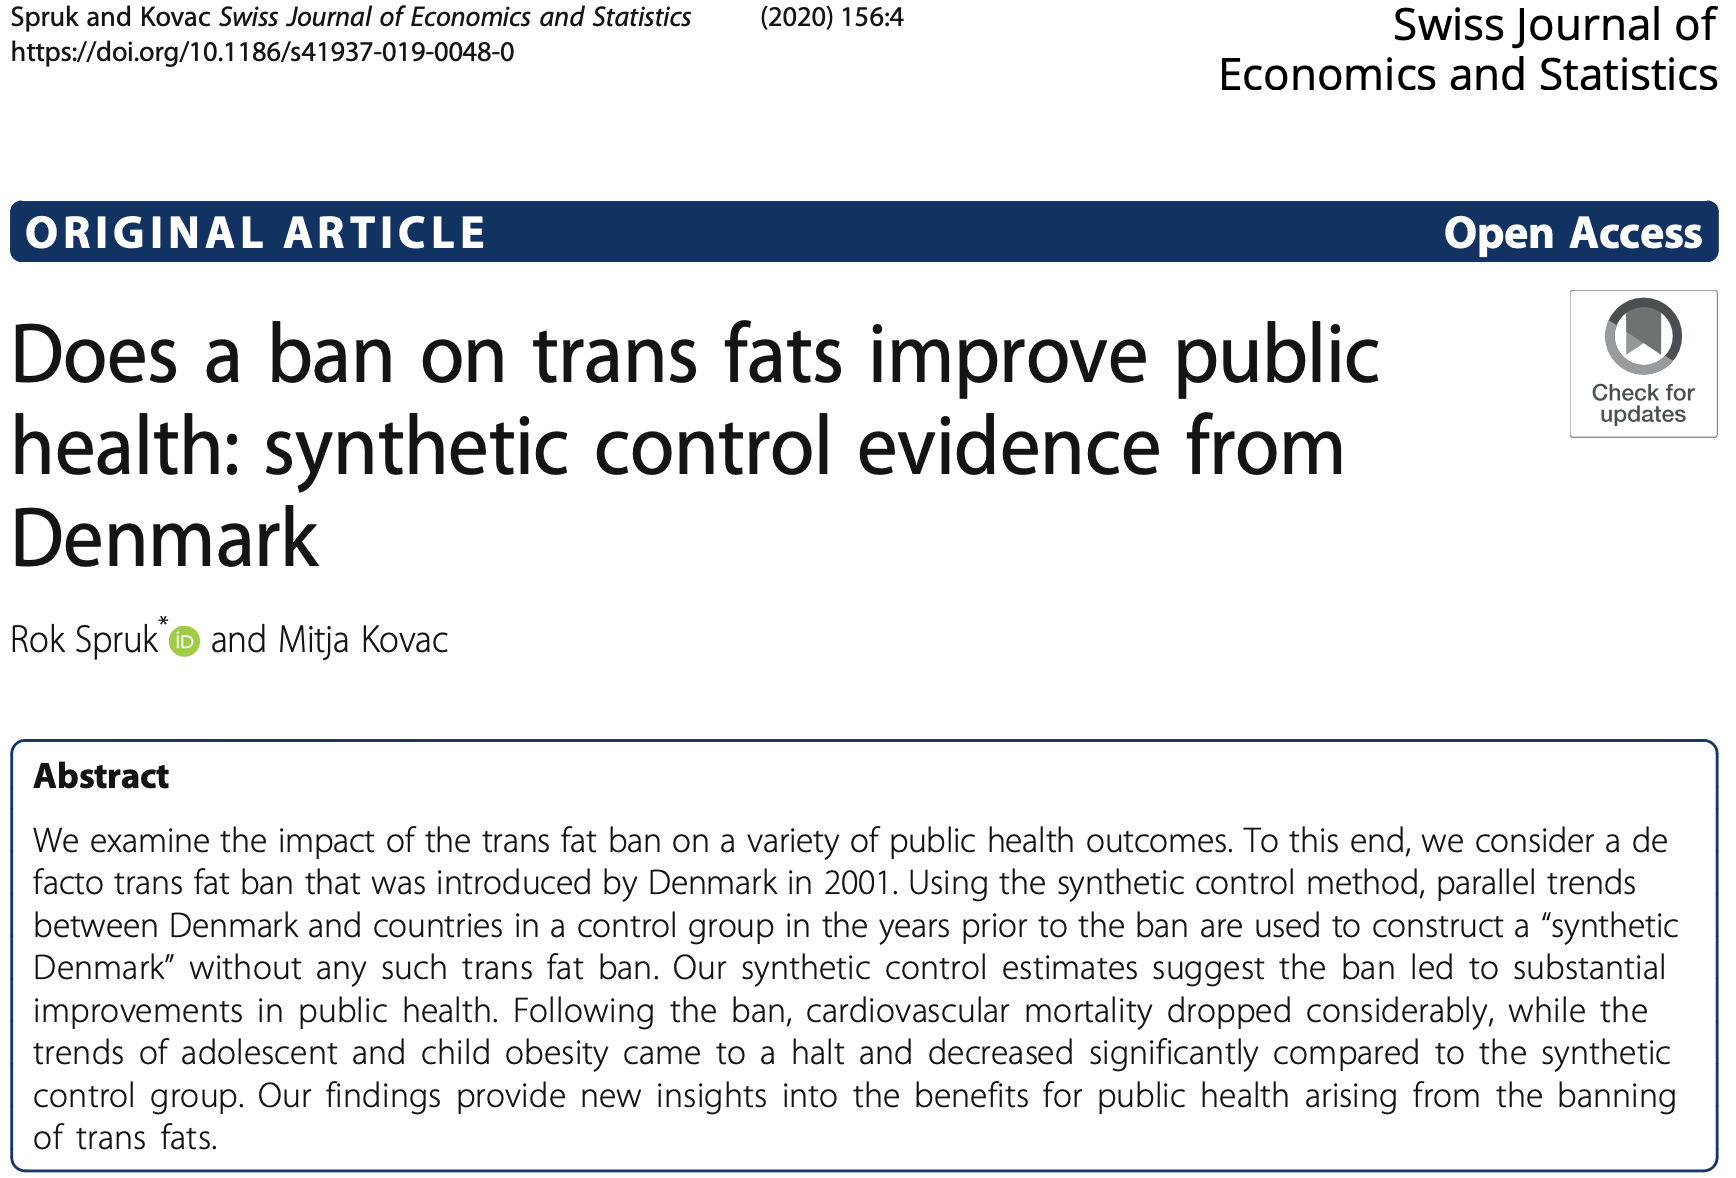 Spruk and Kovac Swiss Journal of Economics and Statistics (2020) 156:4
https://doi.org/10.1186/s41937-019-0048-0
Swiss Journal of
Economics and Statistics
ORIGINAL ARTICLE Open Access
Does a ban on trans fats improve public
health: synthetic control evidence from
Denmark
Check for
updates
Rok Spruk* iD and Mitja Kovac
Abstract
We examine the impact of the trans fat ban on a variety of public health outcomes. To this end, we consider a de
facto trans fat ban that was introduced by Denmark in 2001. Using the synthetic control method, parallel trends
between Denmark and countries in a control group in the years prior to the ban are used to construct a “synthetic
Denmark” without any such trans fat ban. Our synthetic control estimates suggest the ban led to substantial
improvements in public health. Following the ban, cardiovascular mortality dropped considerably, while the
trends of adolescent and child obesity came to a halt and decreased significantly compared to the synthetic
control group. Our findings provide new insights into the benefits for public health arising from the banning
of trans fats.